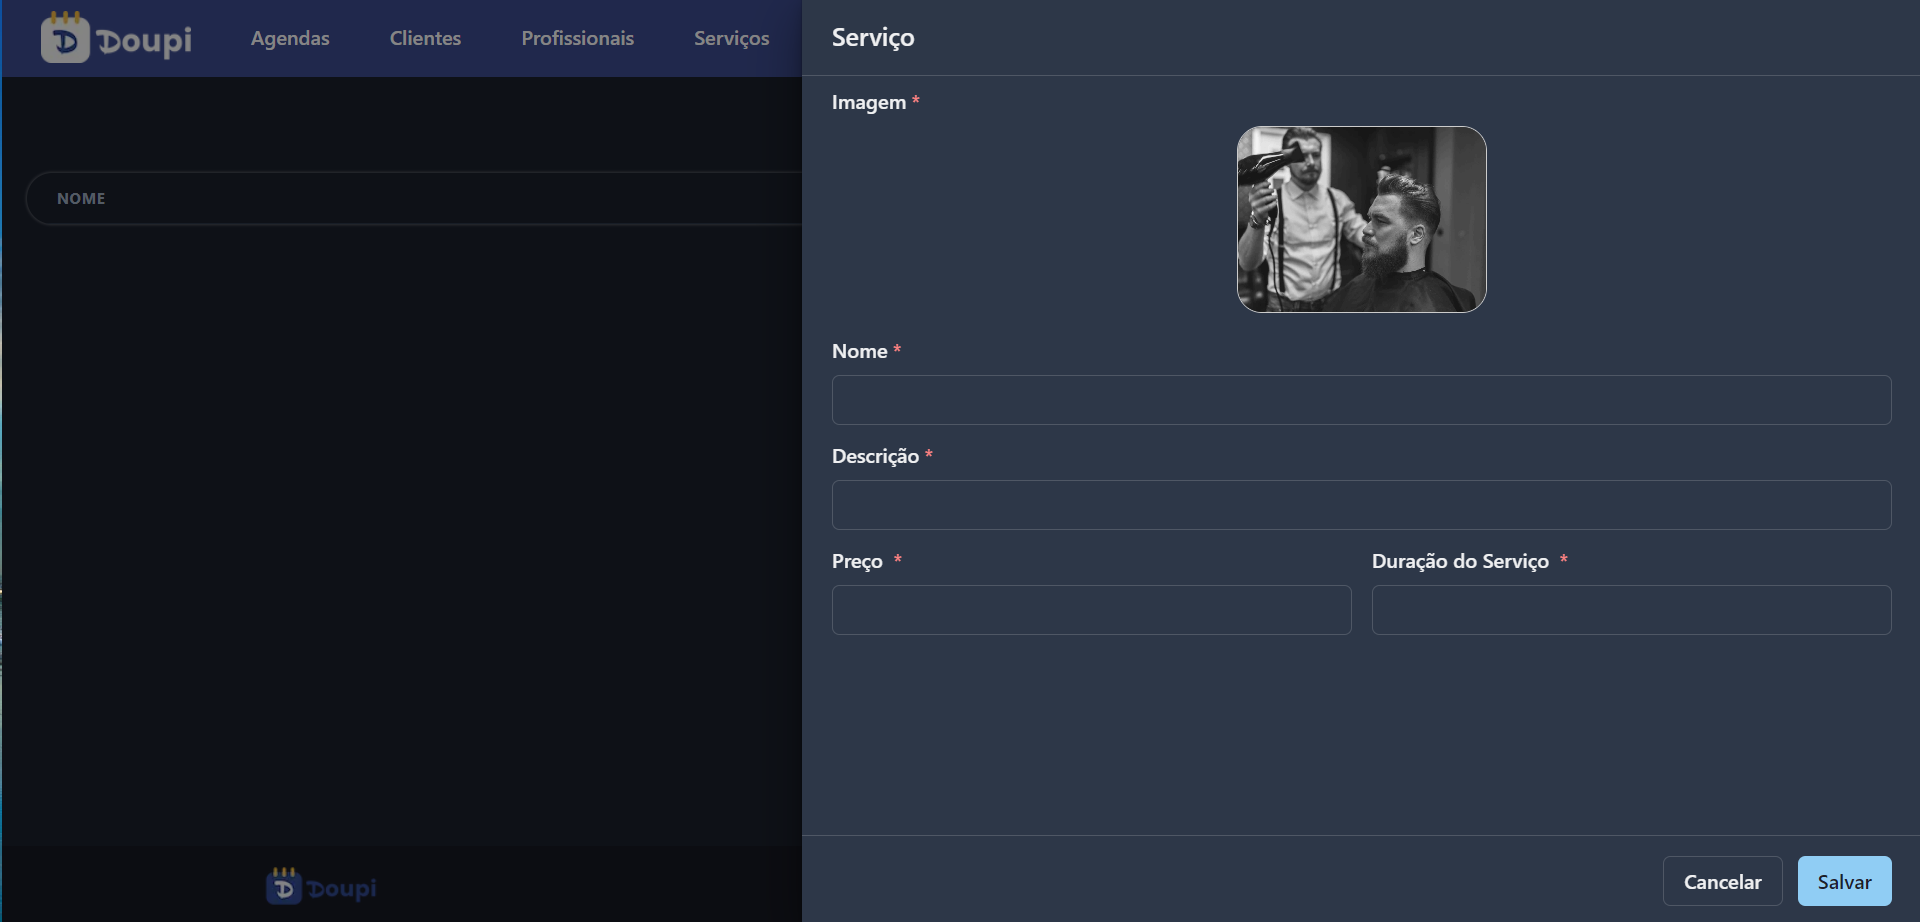 Doupi
Agendas
Clientes
Profissionais
Serviços
NOME
Doupi
Serviço
Imagem *
Nome *
Descrição *
Preço *
Duração do Serviço *
Cancelar
Salvar